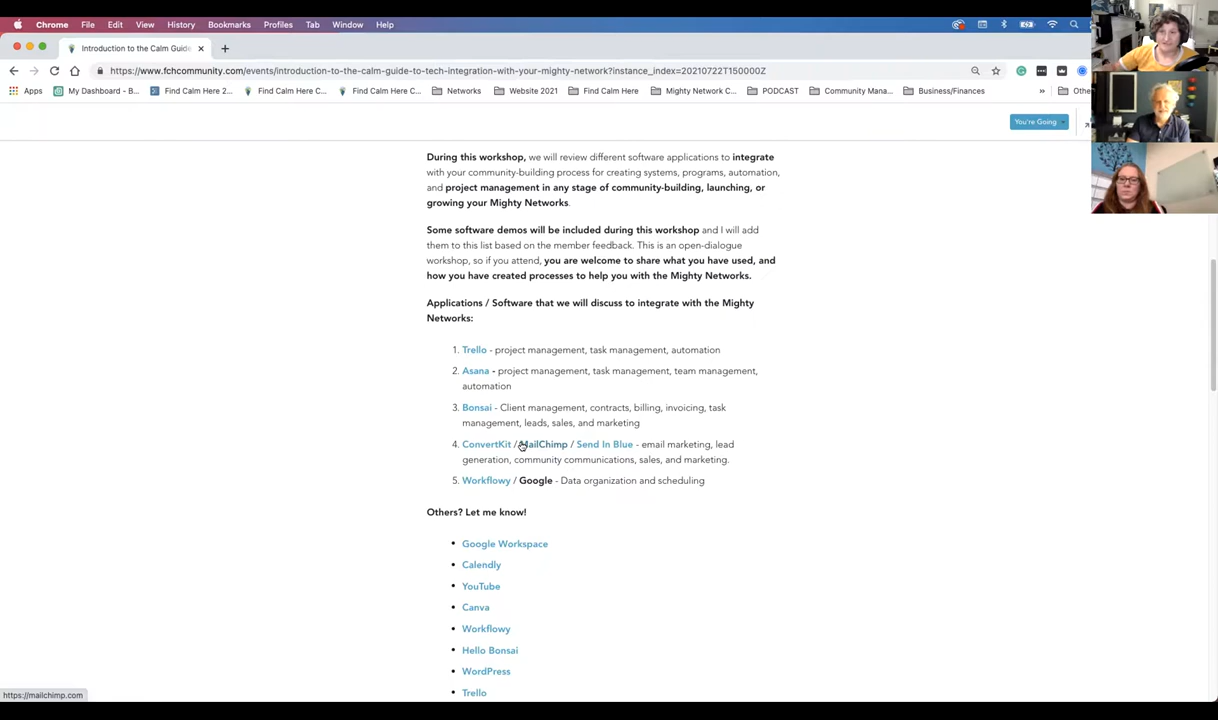 Chrome File Edit View History Bookmarks Profiles Tab Window Help
Introduction to the Calm Guide
https://www.fchcommunity.com/events/introduction-to-the-calm-guide-to-tech-integration-with-your-mighty-network?instance_index=20210722T150000Z
Apps My Dashboard - B... Find Calm Here 2... Find Calm Here C... Find Calm Here C... Networks Website 2021 Find Calm Here Mighty Network C... PODCAST Community Mana... Business/Finances » Othe
You're Going
During this workshop, we will review different software applications to integrate
with your community-building process for creating systems, programs, automation,
and project management in any stage of community-building, launching, or
growing your Mighty Networks.
Some software demos will be included during this workshop and I will add
them to this list based on the member feedback. This is an open-dialogue
workshop, so if you attend, you are welcome to share what you have used, and
how you have created processes to help you with the Mighty Networks.
Applications / Software that we will discuss to integrate with the Mighty
Networks:
1. Trello - project management, task management, automation
2. Asana - project management, task management, team management,
automation
3. Bonsai - Client management, contracts, billing, invoicing, task
management, leads, sales, and marketing
4. ConvertKit / MailChimp / Send In Blue - email marketing, lead
generation, community communications, sales, and marketing.
5. Workflowy / Google - Data organization and scheduling
Others? Let me know!
• Google Workspace
• Calendly
• YouTube
• Canva
• Workflowy
• Hello Bonsai
• WordPress
• Trello
https://mailchimp.com